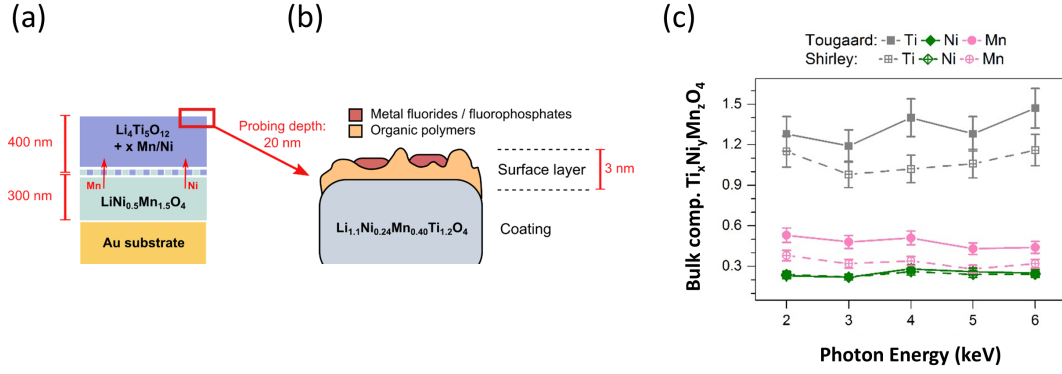 (a)
400 nm
Li4Ti5O12
+ x Mn/Ni
Mn
Ni
300 nm
LiNi0.5Mn1.5O4
Au substrate
Probing depth:
20 nm
(b)
Metal fluorides / fluorophosphates
Organic polymers
Surface layer
3 nm
Li1.1Ni0.24Mn0.40Ti1.2O4
Coating
(c)
Tougaard: Ti Ni Mn
Shirley: Ti Ni Mn
Bulk comp. TixNiyMnzO4
1.5
1.2
0.9
0.6
0.3
2 3 4 5 6
Photon Energy (keV)